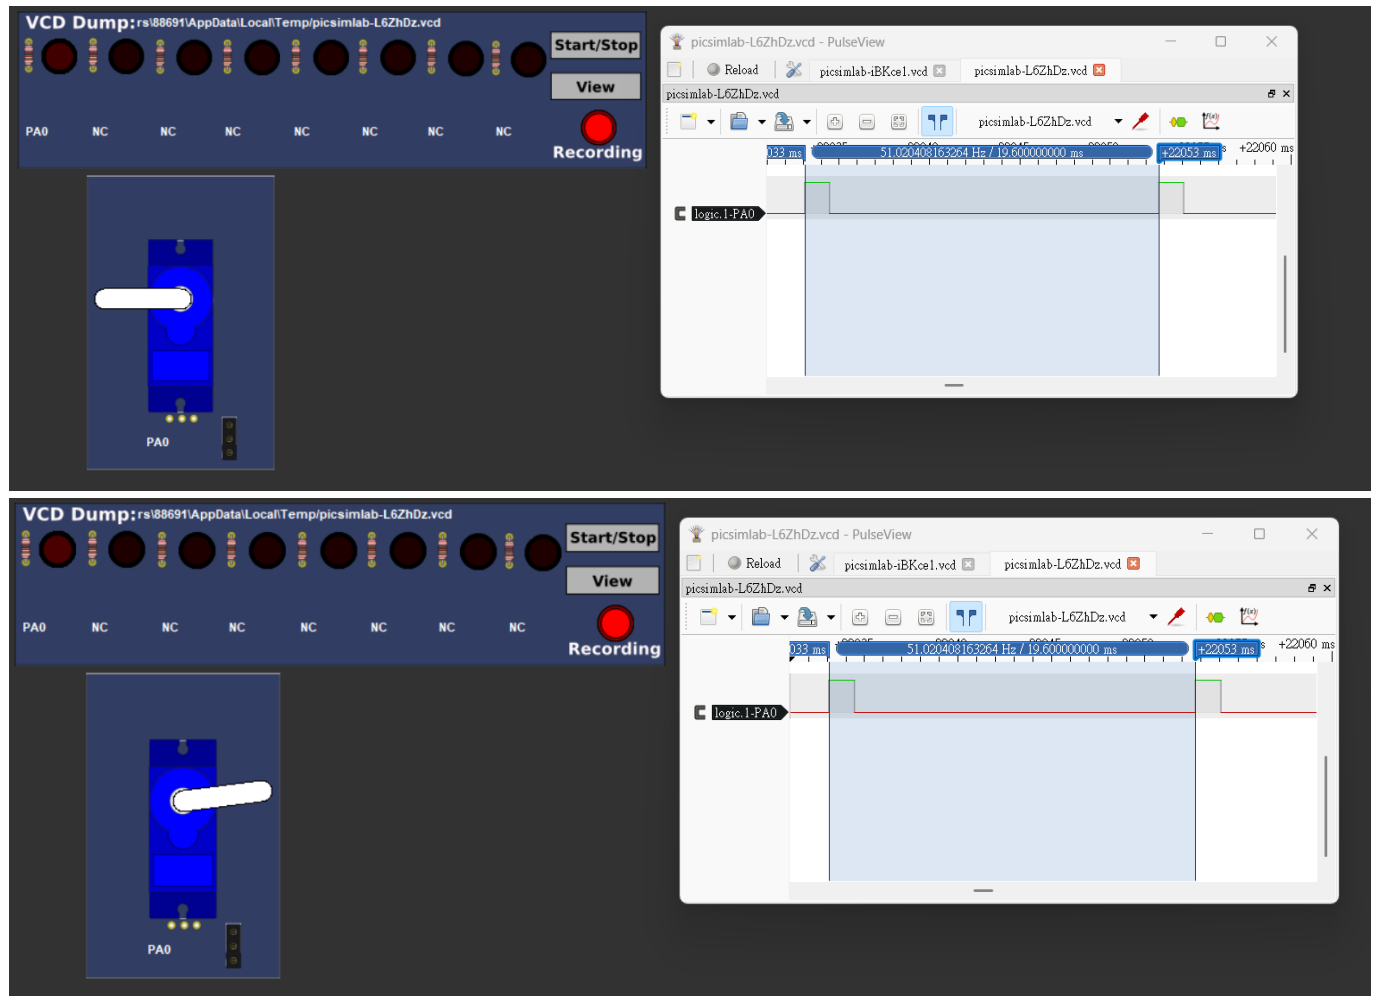 VCD Dump:rs\88691\AppData\Local\Temp/picsimlab-L6ZhDz.vcd
Start/Stop
View
PA0 NC NC NC NC NC NC NC
Recording
PA0
picsimlab-L6ZhDz.vcd - PulseView
Reload picsimlab-iBKce1.vcd picsimlab-L6ZhDz.vcd
picsimlab-L6ZhDz.vcd
picsimlab-L6ZhDz.vcd
033 ms 51.020408163264 Hz / 19.600000000 ms +22053 ms s +22060 ms
logic.1-PA0
VCD Dump:rs\88691\AppData\Local\Temp/picsimlab-L6ZhDz.vcd
Start/Stop
View
PA0 NC NC NC NC NC NC NC
Recording
PA0
picsimlab-L6ZhDz.vcd - PulseView
Reload picsimlab-iBKce1.vcd picsimlab-L6ZhDz.vcd
picsimlab-L6ZhDz.vcd
picsimlab-L6ZhDz.vcd
033 ms 51.020408163264 Hz / 19.600000000 ms +22053 ms s +22060 ms
logic.1-PA0